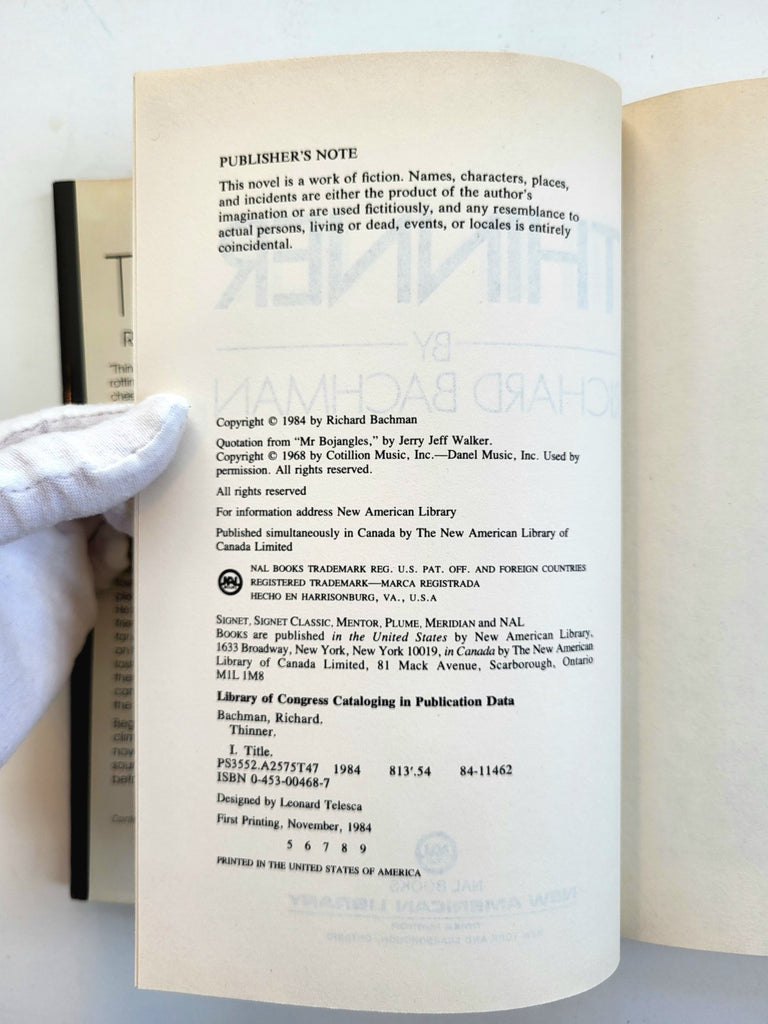 PUBLISHER'S NOTE
This novel is a work of fiction. Names, characters, places,
and incidents are either the product of the author's
imagination or are used fictitiously, and any resemblance to
actual persons, living or dead, events, or locales is entirely
coincidental.
THINNER
BY
RICHARD BACHMAN
Copyright © 1984 by Richard Bachman
Quotation from “Mr Bojangles,” by Jerry Jeff Walker.
Copyright © 1968 by Cotillion Music, Inc.—Danel Music, Inc. Used by
permission. All rights reserved.
All rights reserved
For information address New American Library
Published simultaneously in Canada by The New American Library of
Canada Limited
NAL BOOKS TRADEMARK REG. U.S. PAT. OFF. AND FOREIGN COUNTRIES
REGISTERED TRADEMARK—MARCA REGISTRADA
HECHO EN HARRISONBURG, VA., U.S.A
SIGNET, SIGNET CLASSIC, MENTOR, PLUME, MERIDIAN and NAL
BOOKS are published in the United States by New American Library,
1633 Broadway, New York, New York 10019, in Canada by The New American
Library of Canada Limited, 81 Mack Avenue, Scarborough, Ontario
M1L 1M8
Library of Congress Cataloging in Publication Data
Bachman, Richard.
Thinner.
I. Title.
PS3552.A2575T47 1984 813'.54 84-11462
ISBN 0-453-00468-7
Designed by Leonard Telesca
First Printing, November, 1984
5 6 7 8 9
PRINTED IN THE UNITED STATES OF AMERICA
NAL BOOKS
NEW AMERICAN LIBRARY